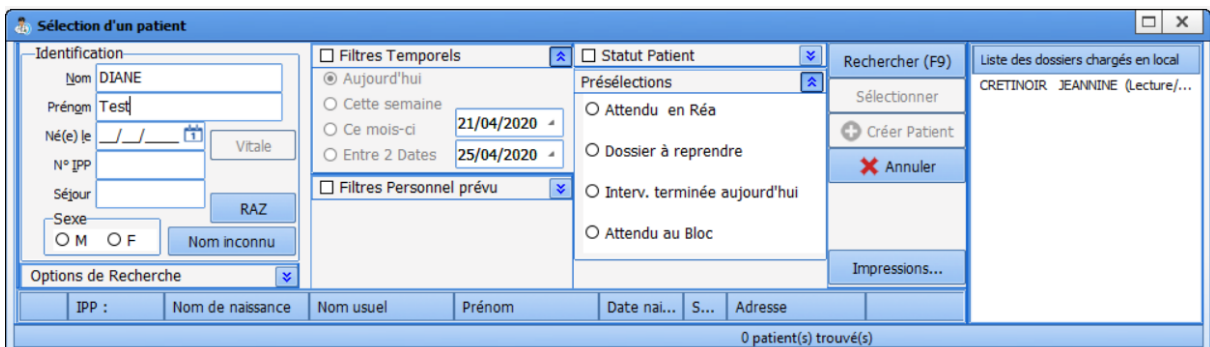 Sélection d'un patient
Identification
Nom DIANE
Prénom Test
Né(e) le __/__/____
Vitale
N° IPP
Séjour
RAZ
Sexe
M F
Nom inconnu
Options de Recherche
Filtres Temporels
Aujourd'hui
Cette semaine
Ce mois-ci
Entre 2 Dates
21/04/2020
25/04/2020
Filtres Personnel prévu
Statut Patient
Présélections
Attendu en Réa
Dossier à reprendre
Interv. terminée aujourd'hui
Attendu au Bloc
Rechercher (F9)
Sélectionner
Créer Patient
Annuler
Impressions...
Liste des dossiers chargés en local
CRETINOIR JEANNINE (Lecture/...
IPP : Nom de naissance Nom usuel Prénom Date nai... S... Adresse
0 patient(s) trouvé(s)